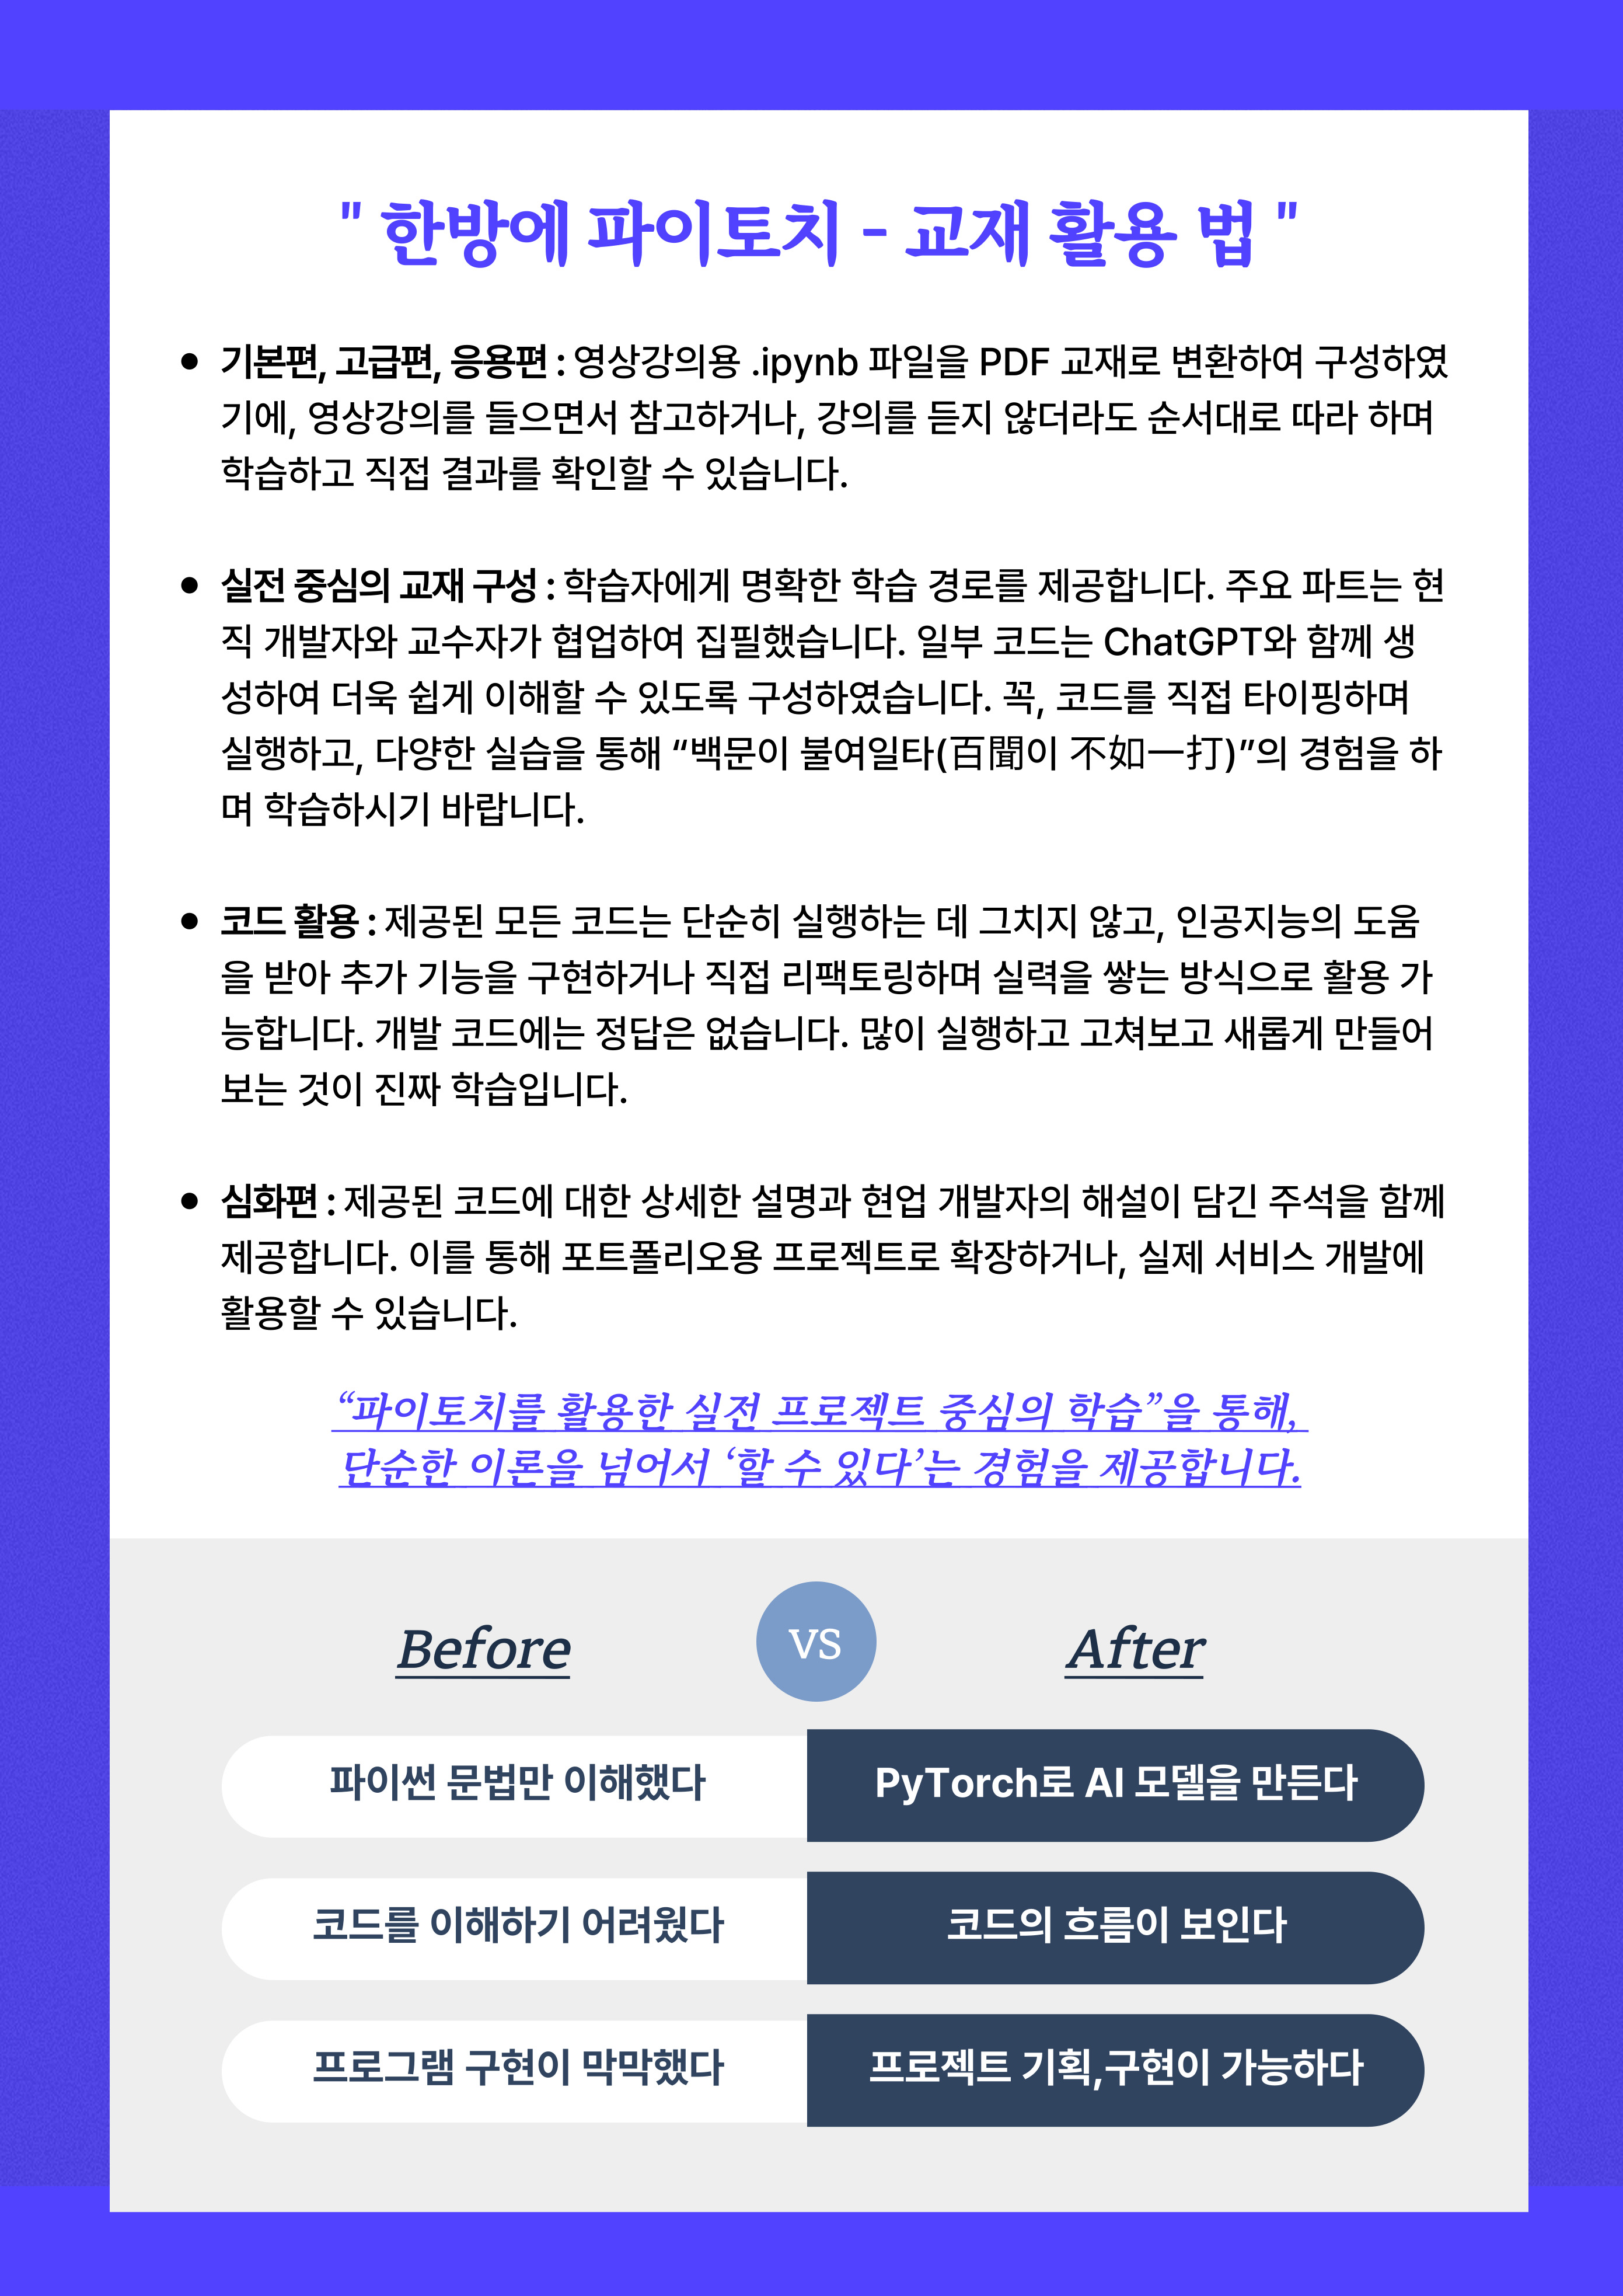 " 한방에 파이토치 - 교재 활용 법 "
● 기본편, 고급편, 응용편 : 영상강의용 .ipynb 파일을 PDF 교재로 변환하여 구성하였
기에, 영상강의를 들으면서 참고하거나, 강의를 듣지 않더라도 순서대로 따라 하며
학습하고 직접 결과를 확인할 수 있습니다.
● 실전 중심의 교재 구성 : 학습자에게 명확한 학습 경로를 제공합니다. 주요 파트는 현
직 개발자와 교수자가 협업하여 집필했습니다. 일부 코드는 ChatGPT와 함께 생
성하여 더욱 쉽게 이해할 수 있도록 구성하였습니다. 꼭, 코드를 직접 타이핑하며
실행하고, 다양한 실습을 통해 “백문이 불여일타(百聞이 不如一打)”의 경험을 하
며 학습하시기 바랍니다.
● 코드 활용 : 제공된 모든 코드는 단순히 실행하는 데 그치지 않고, 인공지능의 도움
을 받아 추가 기능을 구현하거나 직접 리팩토링하며 실력을 쌓는 방식으로 활용 가
능합니다. 개발 코드에는 정답은 없습니다. 많이 실행하고 고쳐보고 새롭게 만들어
보는 것이 진짜 학습입니다.
● 심화편 : 제공된 코드에 대한 상세한 설명과 현업 개발자의 해설이 담긴 주석을 함께
제공합니다. 이를 통해 포트폴리오용 프로젝트로 확장하거나, 실제 서비스 개발에
활용할 수 있습니다.
“파이토치를 활용한 실전 프로젝트 중심의 학습”을 통해,
단순한 이론을 넘어서 ‘할 수 있다’는 경험을 제공합니다.
Before VS After
파이썬 문법만 이해했다 PyTorch로 AI 모델을 만든다
코드를 이해하기 어려웠다 코드의 흐름이 보인다
프로그램 구현이 막막했다 프로젝트 기획,구현이 가능하다